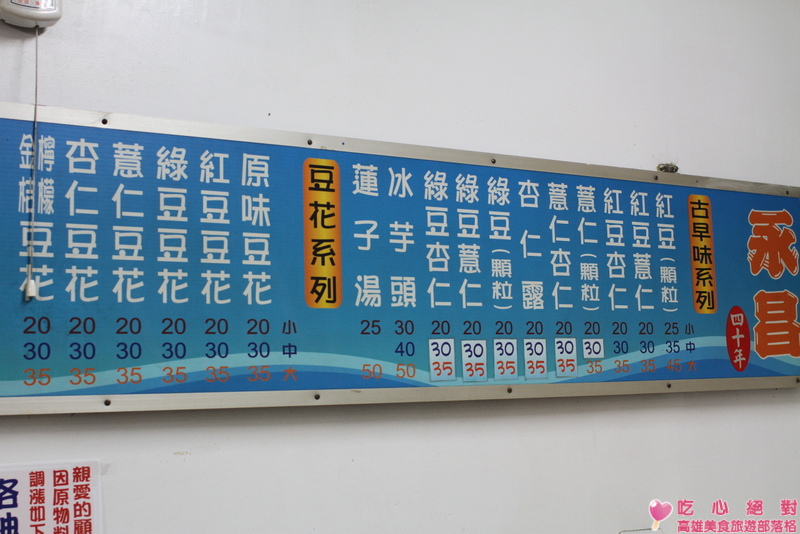 永昌
四十年
古早味系列
小 中 大
紅豆(顆粒) 25 35 45
紅豆薏仁 20 30 35
紅豆杏仁 20 30 35
薏仁(顆粒) 20 30 35
薏仁杏仁 20 30 35
杏仁露 20 30 35
綠豆(顆粒) 20 30 35
綠豆薏仁 20 30 35
綠豆杏仁 20 30 35
冰芋頭 30 40 50
蓮子湯 25 50
豆花系列
小 中 大
原味豆花 20 30 35
紅豆豆花 20 30 35
綠豆豆花 20 30 35
薏仁豆花 20 30 35
杏仁豆花 20 30 35
金桔檸檬豆花 20 30 35
親愛的顧
因原物料
調漲如下
吃心絕對
高雄美食旅遊部落格